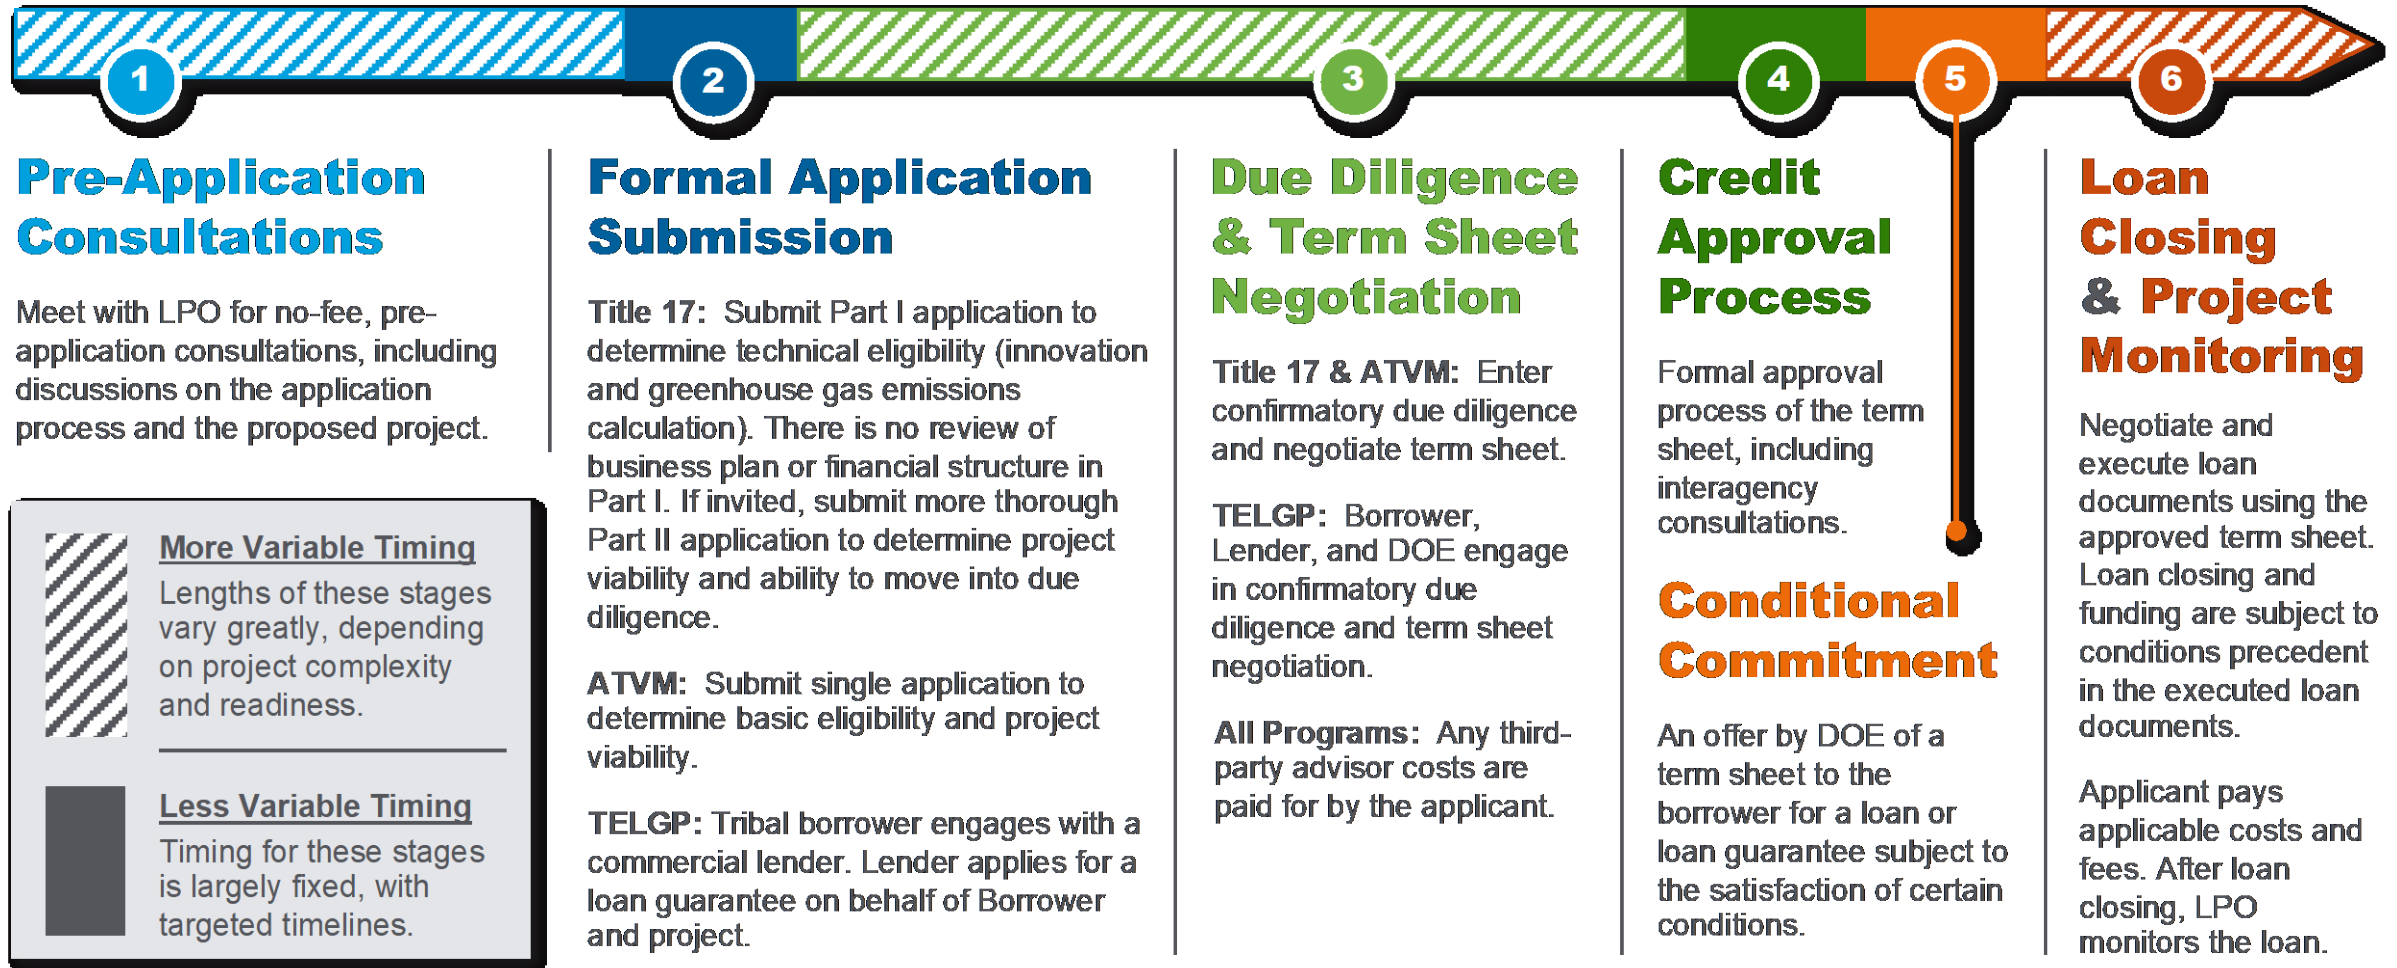 1
2
3
4
5
6
Pre-Application
Consultations
Meet with LPO for no-fee, pre-
application consultations, including
discussions on the application
process and the proposed project.
More Variable Timing
Lengths of these stages
vary greatly, depending
on project complexity
and readiness.
Less Variable Timing
Timing for these stages
is largely fixed, with
targeted timelines.
Formal Application
Submission
Title 17: Submit Part I application to
determine technical eligibility (innovation
and greenhouse gas emissions
calculation). There is no review of
business plan or financial structure in
Part I. If invited, submit more thorough
Part II application to determine project
viability and ability to move into due
diligence.
ATVM: Submit single application to
determine basic eligibility and project
viability.
TELGP: Tribal borrower engages with a
commercial lender. Lender applies for a
loan guarantee on behalf of Borrower
and project.
Due Diligence
& Term Sheet
Negotiation
Title 17 & ATVM: Enter
confirmatory due diligence
and negotiate term sheet.
TELGP: Borrower,
Lender, and DOE engage
in confirmatory due
diligence and term sheet
negotiation.
All Programs: Any third-
party advisor costs are
paid for by the applicant.
Credit
Approval
Process
Formal approval
process of the term
sheet, including
interagency
consultations.
Conditional
Commitment
An offer by DOE of a
term sheet to the
borrower for a loan or
loan guarantee subject to
the satisfaction of certain
conditions.
Loan
Closing
& Project
Monitoring
Negotiate and
execute loan
documents using the
approved term sheet.
Loan closing and
funding are subject to
conditions precedent
in the executed loan
documents.
Applicant pays
applicable costs and
fees. After loan
closing, LPO
monitors the loan.